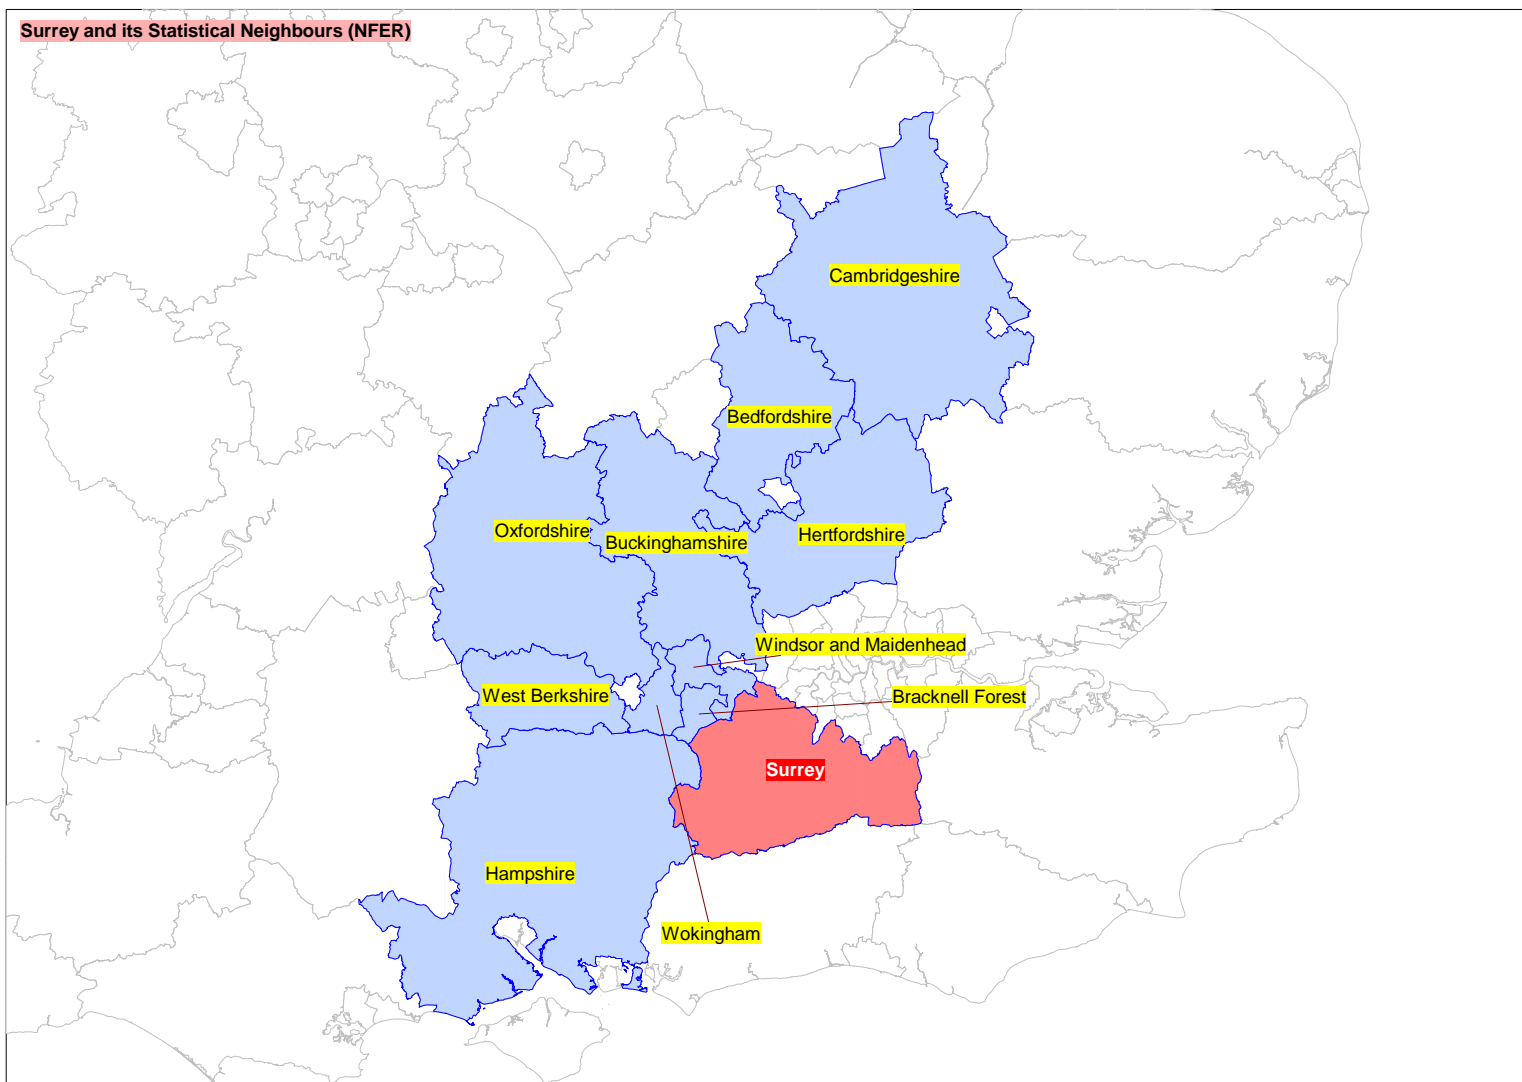 Surrey and its Statistical Neighbours (NFER)
Cambridgeshire
Bedfordshire
Oxfordshire
Buckinghamshire
Hertfordshire
Windsor and Maidenhead
West Berkshire
Bracknell Forest
Surrey
Hampshire
Wokingham